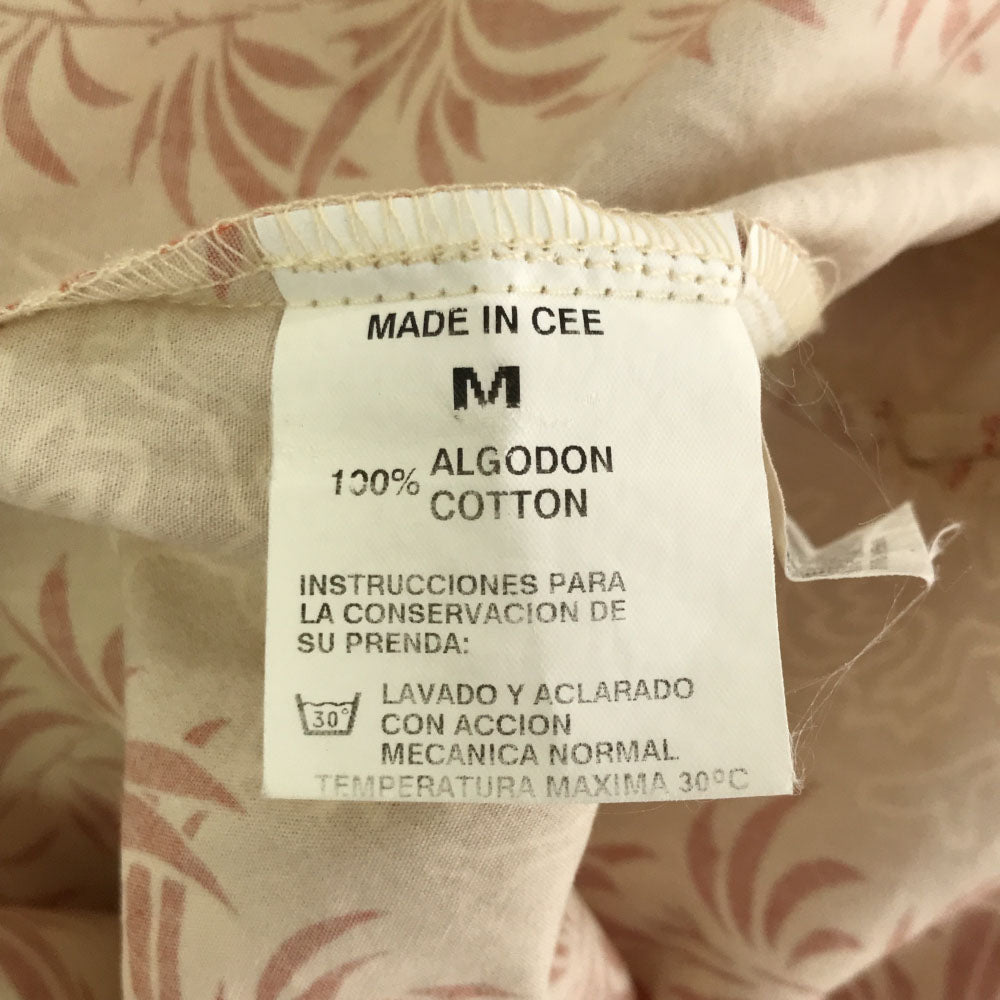 MADE IN CEE
M
100% ALGODON
COTTON
INSTRUCCIONES PARA
LA CONSERVACION DE
SU PRENDA:
30° LAVADO Y ACLARADO
CON ACCION
MECANICA NORMAL
TEMPERATURA MAXIMA 30ºC